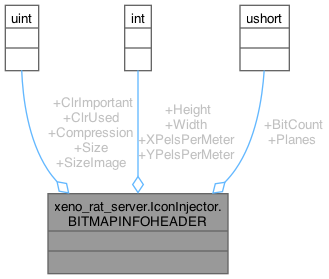 uint
int
ushort
+ClrImportant
+ClrUsed
+Compression
+Size
+SizeImage
+Height
+Width
+XPelsPerMeter
+YPelsPerMeter
+BitCount
+Planes
xeno_rat_server.IconInjector.
BITMAPINFOHEADER